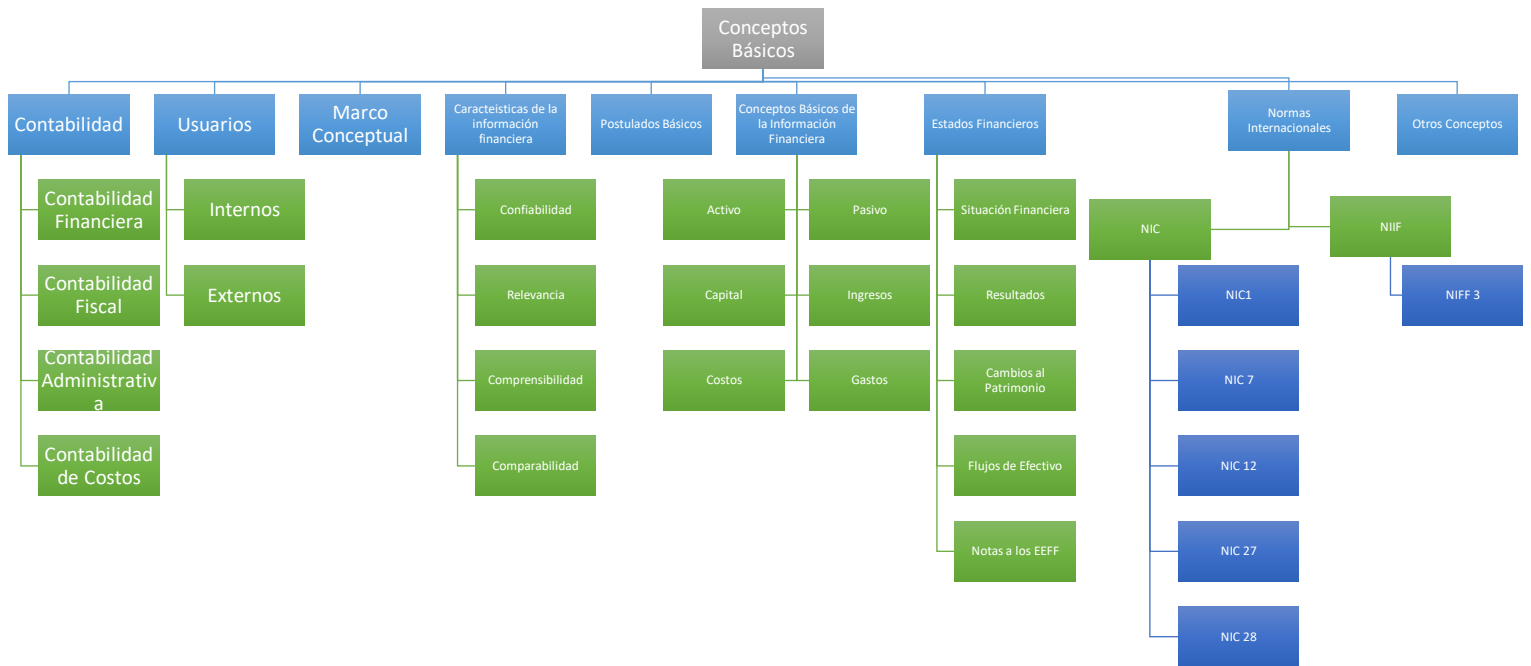 Conceptos
Básicos
Contabilidad
Usuarios
Marco
Conceptual
Caracteisticas de la
información
financiera
Postulados Básicos
Conceptos Básicos de
la Información
Financiera
Estados Financieros
Normas
Internacionales
Otros Conceptos
Contabilidad
Financiera
Contabilidad
Fiscal
Contabilidad
Administrativ
a
Contabilidad
de Costos
Internos
Externos
Confiabilidad
Relevancia
Comprensibilidad
Comparabilidad
Activo
Pasivo
Capital
Ingresos
Costos
Gastos
Situación Financiera
Resultados
Cambios al
Patrimonio
Flujos de Efectivo
Notas a los EEFF
NIC
NIC1
NIC 7
NIC 12
NIC 27
NIC 28
NIIF
NIFF 3